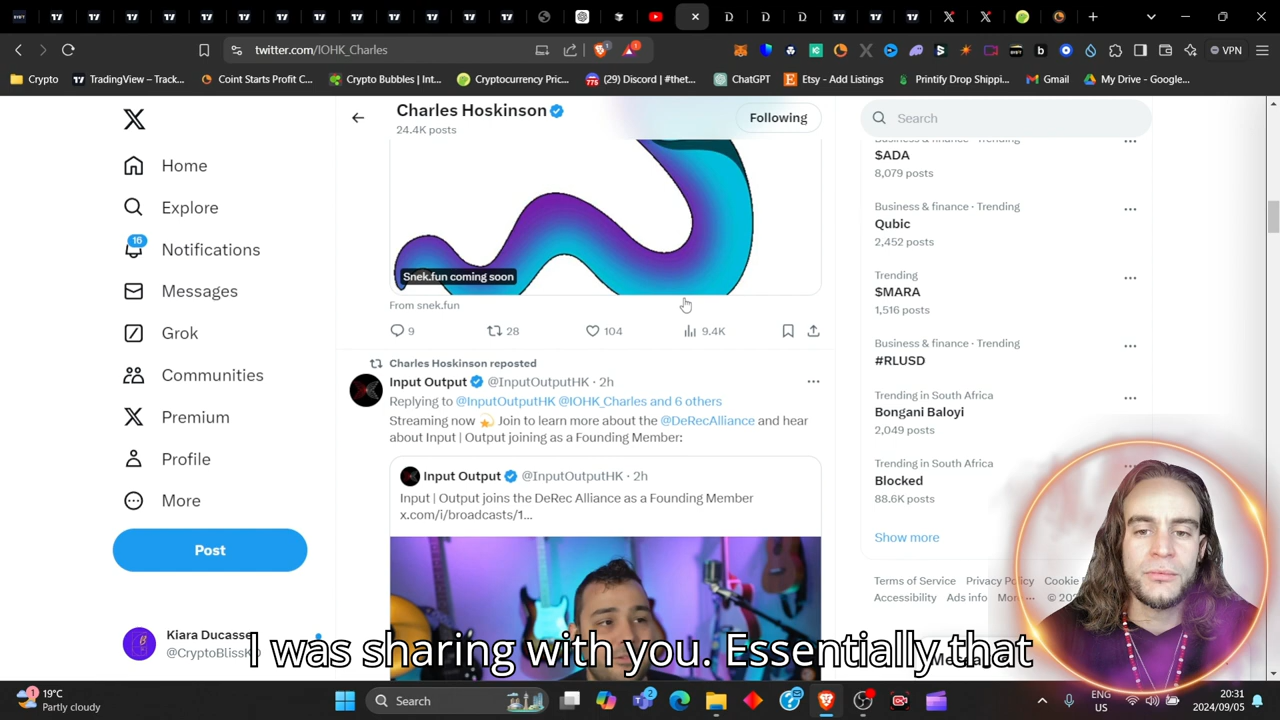 twitter.com/IOHK_Charles
1
1
VPN
Crypto
TradingView – Track...
Coint Starts Profit C...
Crypto Bubbles | Int...
Cryptocurrency Pric...
(29) Discord | #thet...
ChatGPT
Etsy - Add Listings
Printify Drop Shippi...
Gmail
My Drive - Google...
Charles Hoskinson
24.4K posts
Following
Search
Home
Explore
16
Notifications
Messages
Grok
Communities
Premium
Profile
More
Post
Kiara Ducasse
Snek.fun coming soon
From snek.fun
9
28
104
9.4K
Charles Hoskinson reposted
Input Output @InputOutputHK · 2h
Replying to @InputOutputHK @IOHK_Charles and 6 others
Streaming now 💫 Join to learn more about the @DeRecAlliance and hear
about Input | Output joining as a Founding Member:
Input Output @InputOutputHK · 2h
Input | Output joins the DeRec Alliance as a Founding Member
x.com/i/broadcasts/1...
Business & finance · Trending
$ADA
8,079 posts
Business & finance · Trending
Qubic
2,452 posts
Trending
$MARA
1,516 posts
Business & finance · Trending
#RLUSD
Trending in South Africa
Bongani Baloyi
2,049 posts
Trending in South Africa
Blocked
88.6K posts
Show more
Terms of Service
Privacy Policy
Accessibility
Ads info
I was sharing with you. Essentially that
19°C
Partly cloudy
Search
ENG
US
20:31
2024/09/05